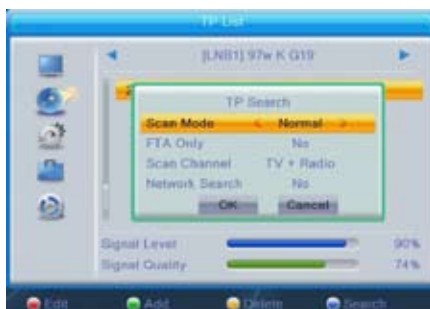 TP List
[LNB1] 97w K G19
TP Search
Scan Mode < Normal >
FTA Only No
Scan Channel TV + Radio
Network Search No
OK Cancel
Signal Level 90%
Signal Quality 74%
Edit Add Delete Search